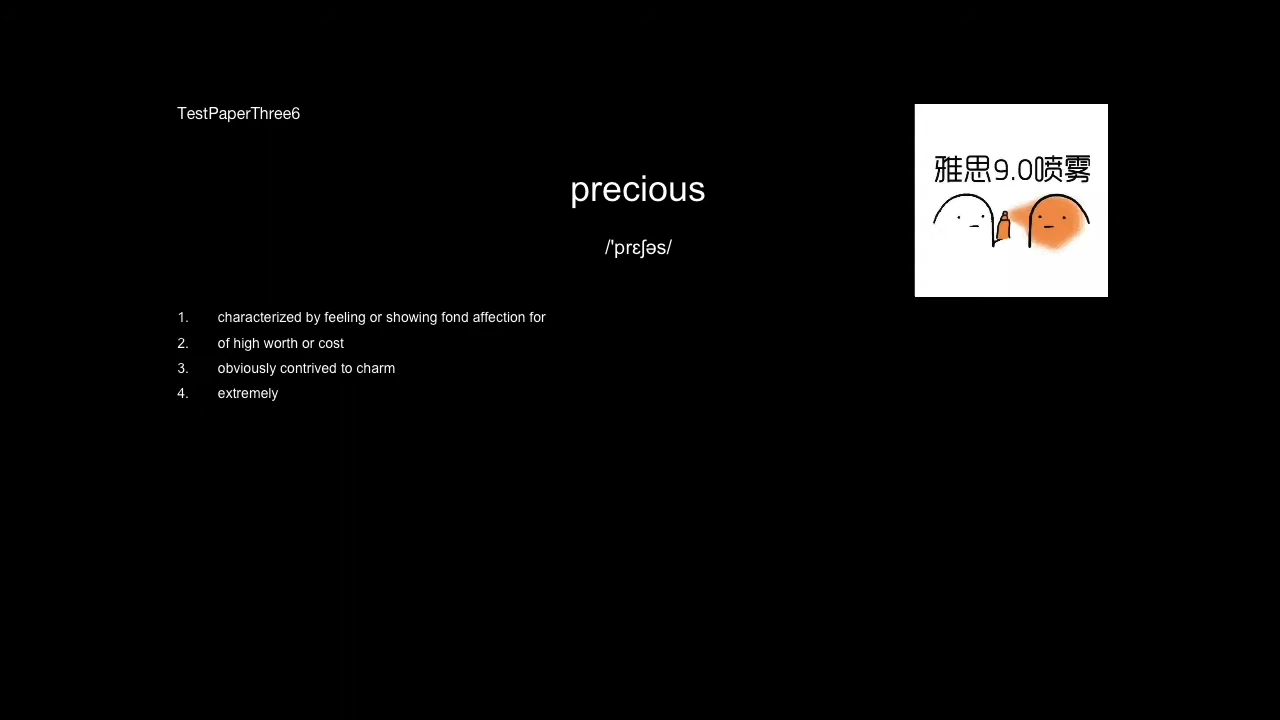 TestPaperThree6
雅思9.0喷雾
precious
/'prɛʃəs/
1. characterized by feeling or showing fond affection for
2. of high worth or cost
3. obviously contrived to charm
4. extremely